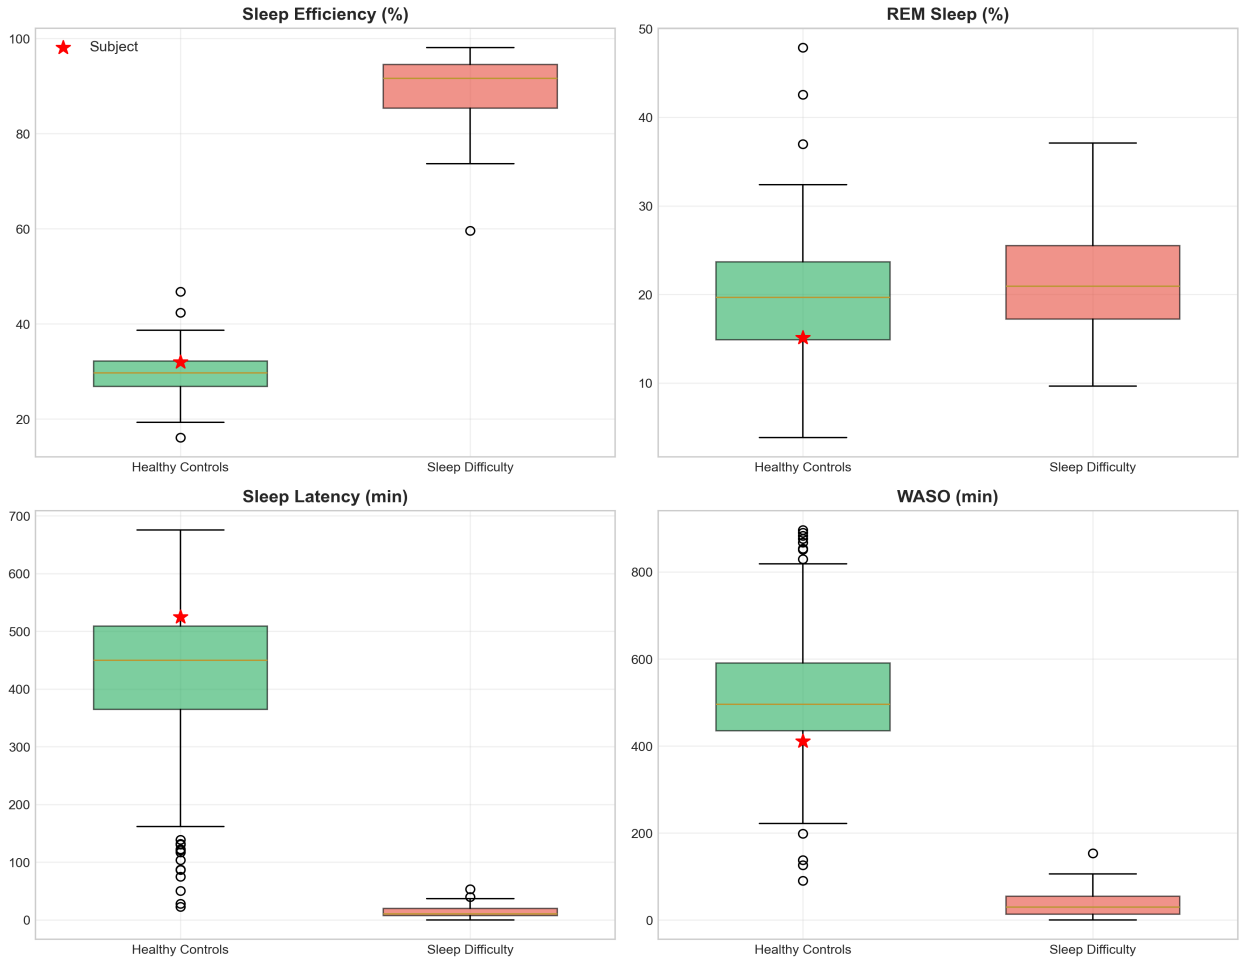 Sleep Efficiency (%)
100
80
60
40
20
Subject
Healthy Controls
Sleep Difficulty
REM Sleep (%)
50
40
30
20
10
Healthy Controls
Sleep Difficulty
Sleep Latency (min)
700
600
500
400
300
200
100
0
Healthy Controls
Sleep Difficulty
WASO (min)
800
600
400
200
0
Healthy Controls
Sleep Difficulty